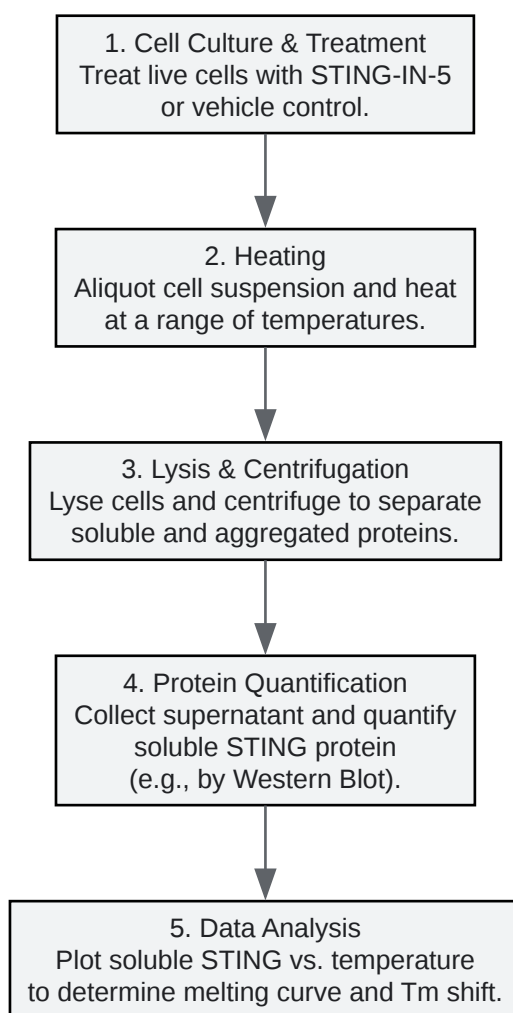 1. Cell Culture & Treatment
Treat live cells with STING-IN-5
or vehicle control.
2. Heating
Aliquot cell suspension and heat
at a range of temperatures.
3. Lysis & Centrifugation
Lyse cells and centrifuge to separate
soluble and aggregated proteins.
4. Protein Quantification
Collect supernatant and quantify
soluble STING protein
(e.g., by Western Blot).
5. Data Analysis
Plot soluble STING vs. temperature
to determine melting curve and Tm shift.